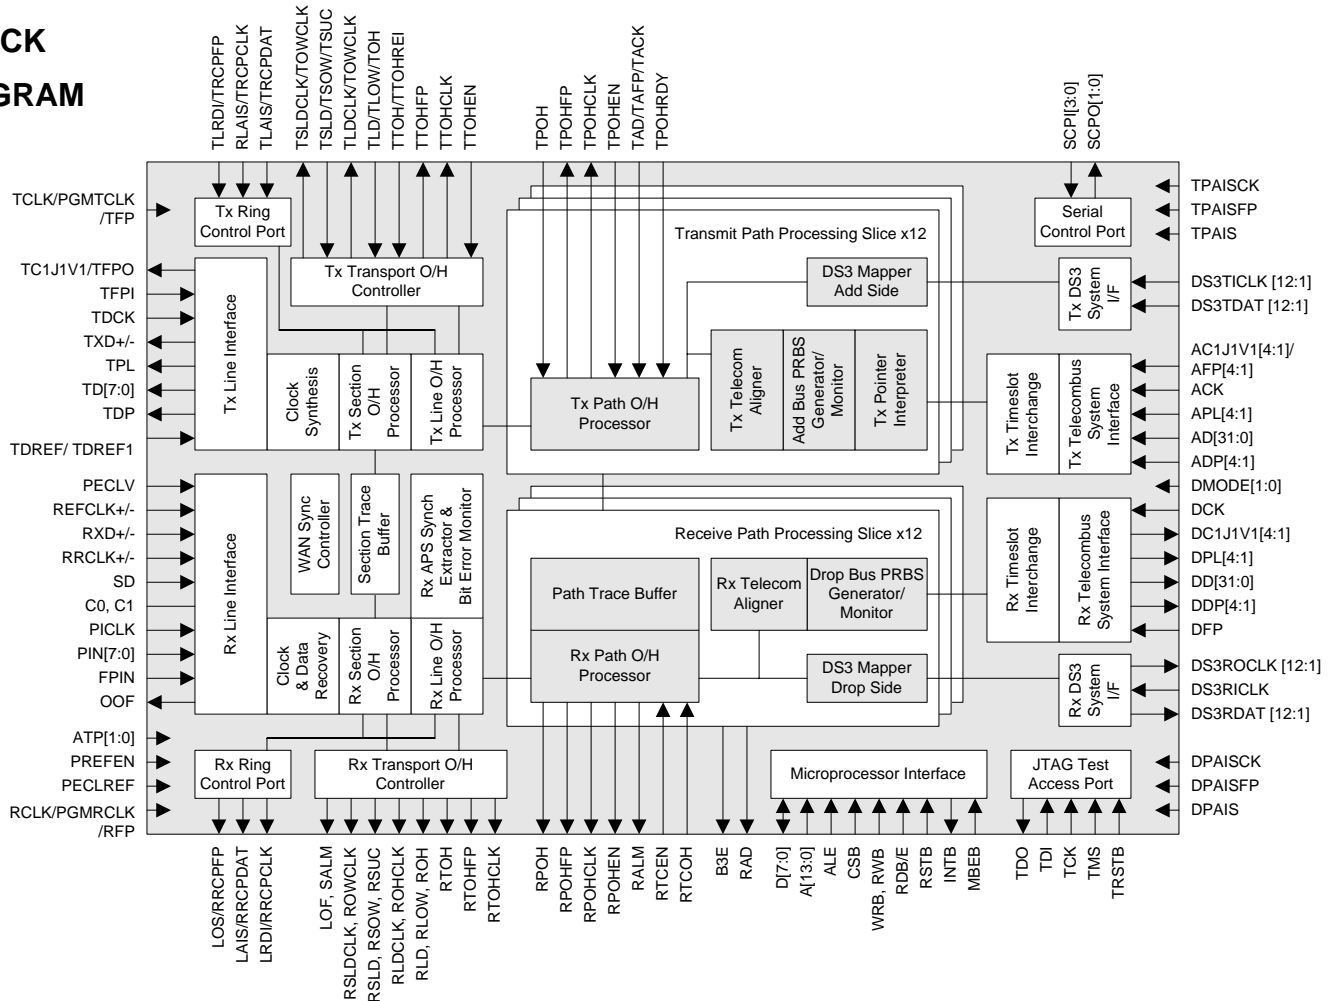 CK
GRAM
TLRDI/TRCPFP
RLAIS/TRCPCLK
TLAIS/TRCPDAT
TSLDCLK/TOWCLK
TSLD/TSOW/TSUC
TLDCLK/TOWCLK
TLD/TLOW/TOH
TTOH/TTOHREI
TTOHFP
TTOHCLK
TTOHEN
TPOH
TPOHFP
TPOHCLK
TPOHEN
TAD/TAFP/TACK
TPOHRDY
SCPI[3:0]
SCPO[1:0]
TCLK/PGMTCLK
/TFP
TC1J1V1/TFPO
TFPI
TDCK
TXD+/-
TPL
TD[7:0]
TDP
TDREF/ TDREF1
PECLV
REFCLK+/-
RXD+/-
RRCLK+/-
SD
C0, C1
PICLK
PIN[7:0]
FPIN
OOF
ATP[1:0]
PREFEN
PECLREF
RCLK/PGMRCLK
/RFP
Tx Ring
Control Port
Tx Transport O/H
Controller
Tx Line Interface
Clock
Synthesis
Tx Section
O/H
Processor
Tx Line O/H
Processor
Transmit Path Processing Slice x12
DS3 Mapper
Add Side
Tx Path O/H
Processor
Tx Telecom
Aligner
Add Bus PRBS
Generator/
Monitor
Tx Pointer
Interpreter
Serial
Control Port
Tx DS3
System
I/F
Tx Timeslot
Interchange
Tx Telecombus
System
Interface
Rx Line Interface
WAN Sync
Controller
Section Trace
Buffer
Rx APS Synch
Extractor &
Bit Error Monitor
Clock
& Data
Recovery
Rx Section
O/H
Processor
Rx Line O/H
Processor
Receive Path Processing Slice x12
Path Trace Buffer
Rx Path O/H
Processor
Rx Telecom
Aligner
Drop Bus PRBS
Generator/
Monitor
DS3 Mapper
Drop Side
Rx Timeslot
Interchange
Rx Telecombus
System Interface
Rx DS3
System
I/F
Rx Ring
Control Port
Rx Transport O/H
Controller
Microprocessor Interface
JTAG Test
Access Port
TPAISCK
TPAISFP
TPAIS
DS3TICLK [12:1]
DS3TDAT [12:1]
AC1J1V1[4:1]/
AFP[4:1]
ACK
APL[4:1]
AD[31:0]
ADP[4:1]
DMODE[1:0]
DCK
DC1J1V1[4:1]
DPL[4:1]
DD[31:0]
DDP[4:1]
DFP
DS3ROCLK [12:1]
DS3RICLK
DS3RDAT [12:1]
DPAISCK
DPAISFP
DPAIS
LOS/RRCPFP
LAIS/RRCPDAT
LRDI/RRCPCLK
LOF, SALM
RSLDCLK, ROWCLK
RSLD, RSOW, RSUC
RLDCLK, ROHCLK
RLD, RLOW, ROH
RTOH
RTOHFP
RTOHCLK
RPOH
RPOHFP
RPOHCLK
RPOHEN
RALM
RTCEN
RTCOH
B3E
RAD
D[7:0]
A[13:0]
ALE
CSB
WRB, RWB
RDB/E
RSTB
INTB
MBEB
TDO
TDI
TCK
TMS
TRSTB